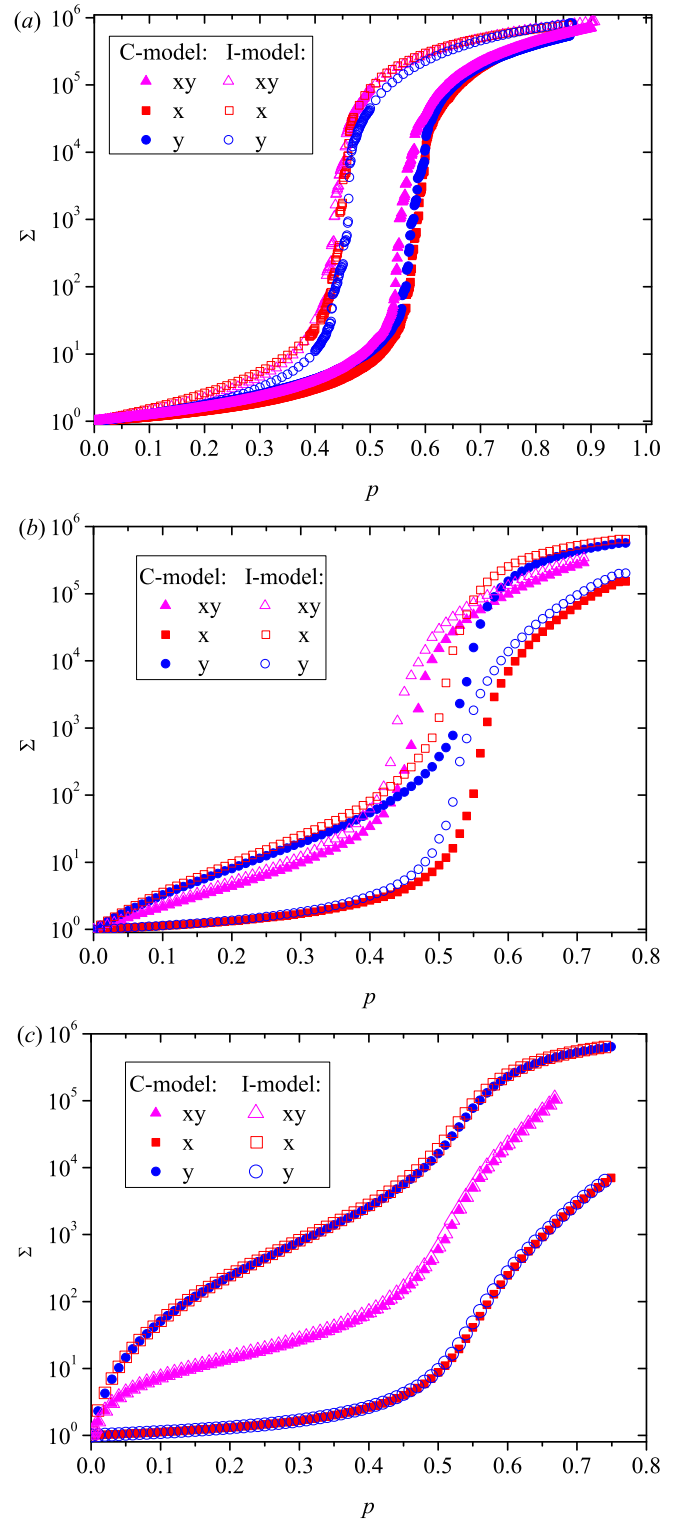 (a)
10^6
10^5
10^4
10^3
10^2
10^1
10^0
Σ
C-model: I-model:
xy xy
x x
y y
0.0 0.1 0.2 0.3 0.4 0.5 0.6 0.7 0.8 0.9 1.0
p
(b)
10^6
10^5
10^4
10^3
10^2
10^1
10^0
Σ
C-model: I-model:
xy xy
x x
y y
0.0 0.1 0.2 0.3 0.4 0.5 0.6 0.7 0.8
p
(c)
10^6
10^5
10^4
10^3
10^2
10^1
10^0
Σ
C-model: I-model:
xy xy
x x
y y
0.0 0.1 0.2 0.3 0.4 0.5 0.6 0.7 0.8
p